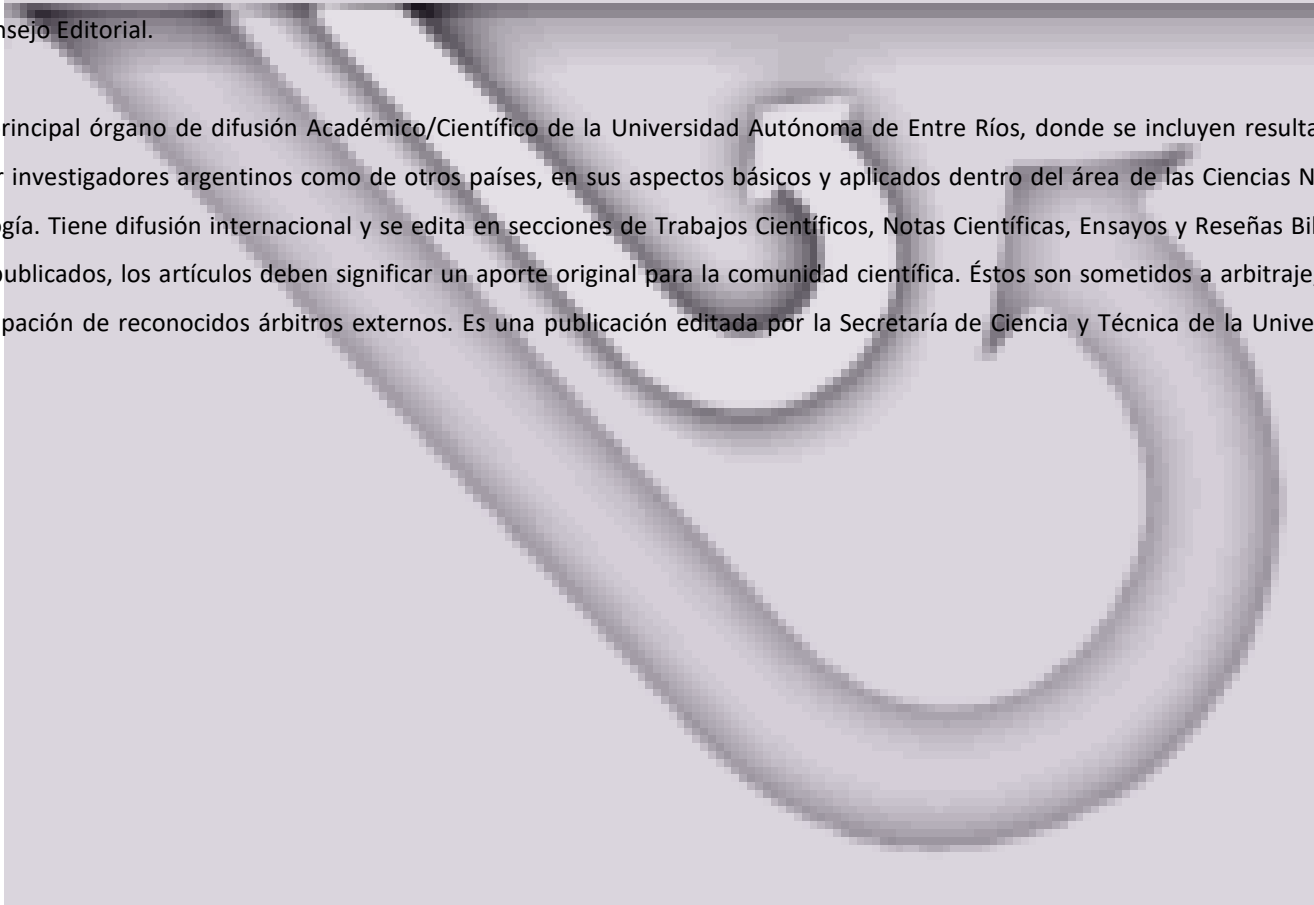 nsejo Editorial.
rincipal órgano de difusión Académico/Científico de la Universidad Autónoma de Entre Ríos, donde se incluyen resulta
r investigadores argentinos como de otros países, en sus aspectos básicos y aplicados dentro del área de las Ciencias N
gía. Tiene difusión internacional y se edita en secciones de Trabajos Científicos, Notas Científicas, Ensayos y Reseñas Bil
publicados, los artículos deben significar un aporte original para la comunidad científica. Éstos son sometidos a arbitraje,
pación de reconocidos árbitros externos. Es una publicación editada por la Secretaría de Ciencia y Técnica de la Unive